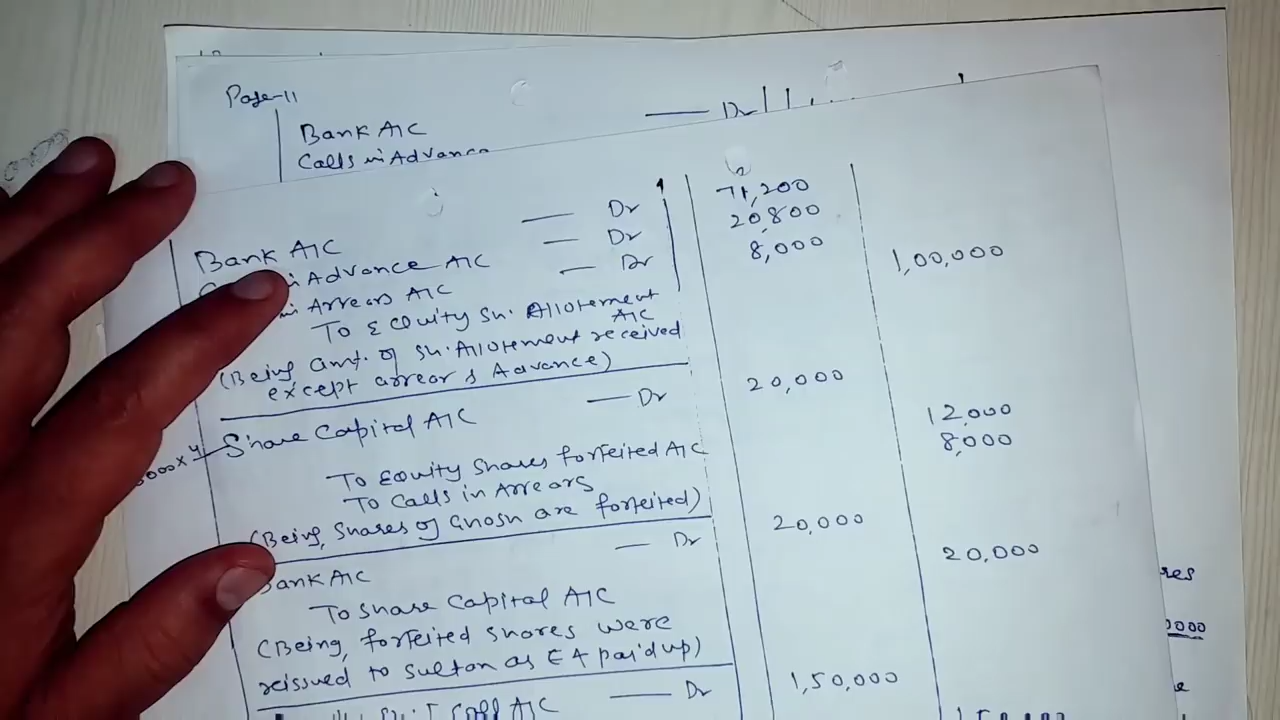 Page-11
Bank A/C — Dr
Calls in Advance
Bank A/C — Dr 71,200
in Advance A/C — Dr 20,800
in Arrears A/C — Dr 8,000
To Equity Sh. Allotement A/C 1,00,000
(Being amt. of sh. Allotement received
except arrear & Advance)
Share Capital A/C — Dr 20,000
To Equity Shares forfeited A/C 12,000
To Calls in Arrears 8,000
(Being, Shares of Ghosh are forfeited)
Bank A/C — Dr 20,000
To Share Capital A/C 20,000
(Being, forfeited shares were
reissued to Sultan as £4 paid up)
Call A/C — Dr 1,50,000